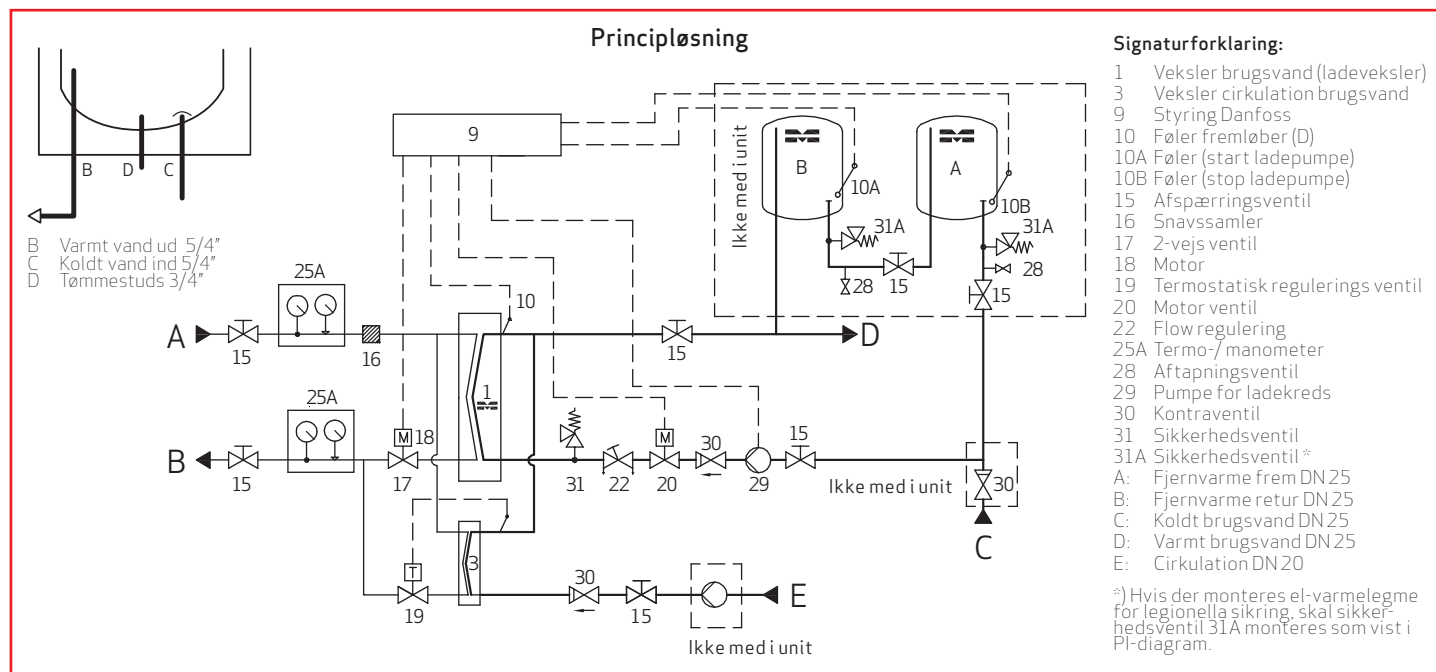 Principløsning
B
D
C
B Varmt vand ud 5/4"
C Koldt vand ind 5/4"
D Tømmestuds 3/4"
9
Ikke med i unit
B
A
10A
10B
31A
31A
28
15
28
15
25A
10
A
15
16
15
D
1
25A
M
18
M
30
15
B
15
17
31
22
20
29
Ikke med i unit
30
C
T
3
30
19
15
E
Ikke med i unit
Signaturforklaring:
1 Veksler brugsvand (ladeveksler)
3 Veksler cirkulation brugsvand
9 Styring Danfoss
10 Føler fremløber (D)
10A Føler (start ladepumpe)
10B Føler (stop ladepumpe)
15 Afspærringsventil
16 Snavssamler
17 2-vejs ventil
18 Motor
19 Termostatisk regulerings ventil
20 Motor ventil
22 Flow regulering
25A Termo-/ manometer
28 Aftapningsventil
29 Pumpe for ladekreds
30 Kontraventil
31 Sikkerhedsventil
31A Sikkerhedsventil *
A: Fjernvarme frem DN 25
B: Fjernvarme retur DN 25
C: Koldt brugsvand DN 25
D: Varmt brugsvand DN 25
E: Cirkulation DN 20
*) Hvis der monteres el-varmelegme
for legionella sikring, skal sikker-
hedsventil 31A monteres som vist i
PI-diagram.